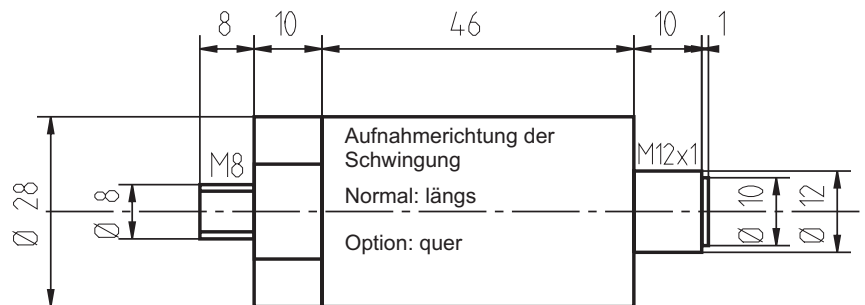 8 10 46 10 1
Aufnahmerichtung der
Schwingung
M8
M12x1
Normal: längs
Option: quer
Ø 28
Ø 8
Ø 10
Ø 12